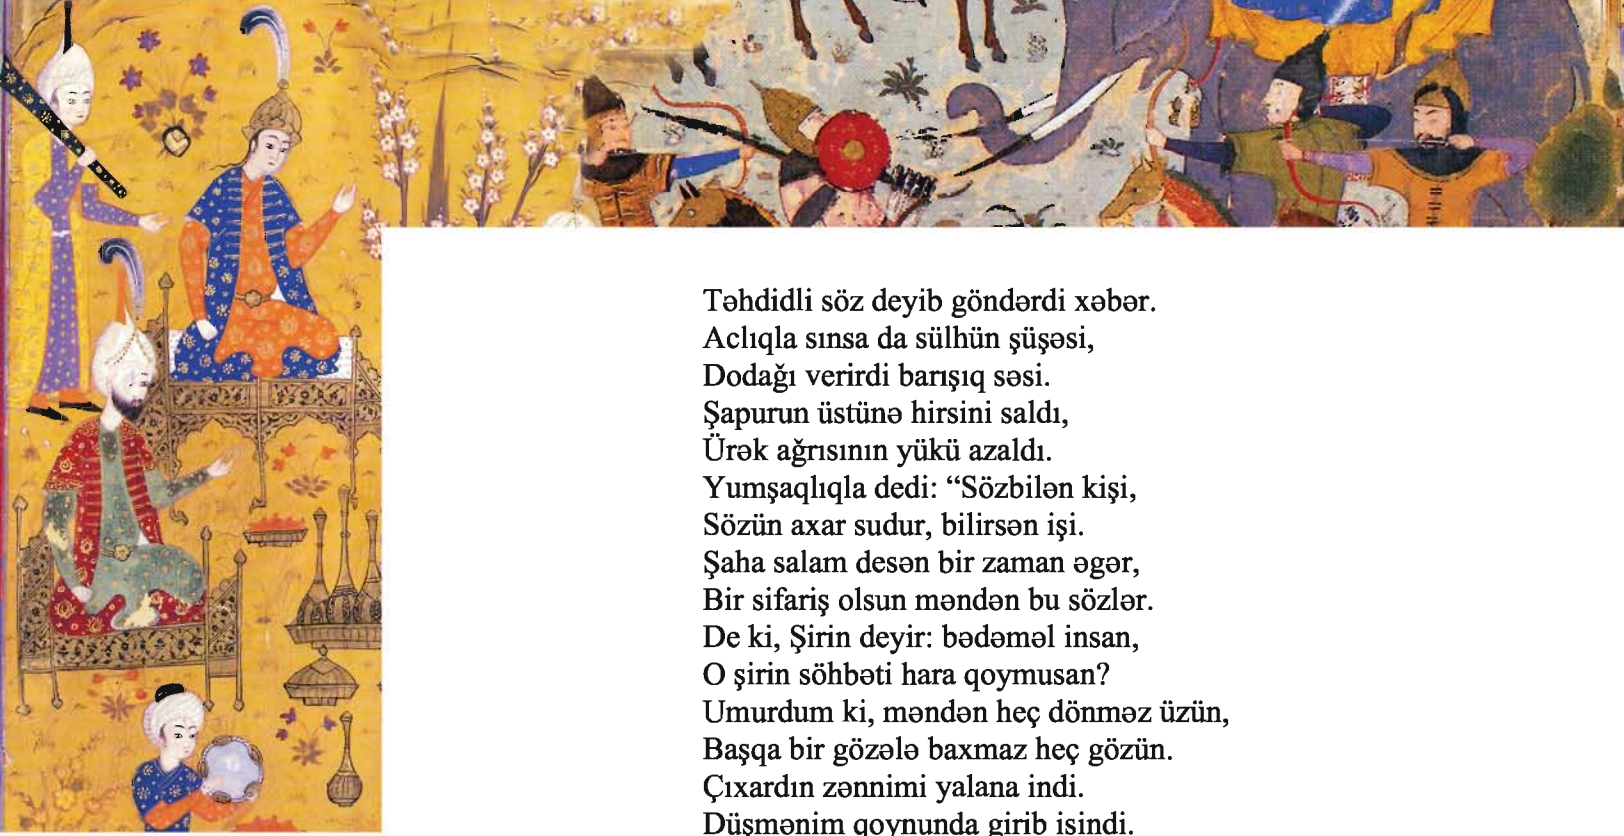 Təhdidli söz deyib göndərdi xəbər.
Aclıqla sınsa da sülhün şüşəsi,
Dodağı verirdi barışıq səsi.
Şapurun üstünə hirsini saldı,
Ürək ağrısının yükü azaldı.
Yumşaqlıqla dedi: “Sözbilən kişi,
Sözün axar sudur, bilirsən işi.
Şaha salam desən bir zaman əgər,
Bir sifariş olsun məndən bu sözlər.
De ki, Şirin deyir: bədəməl insan,
O şirin söhbəti hara qoymusan?
Umurdum ki, məndən heç dönməz üzün,
Başqa bir gözələ baxmaz heç gözün.
Çıxardın zənnimi yalana indi.
Düşmənim qoynunda girib isindi.